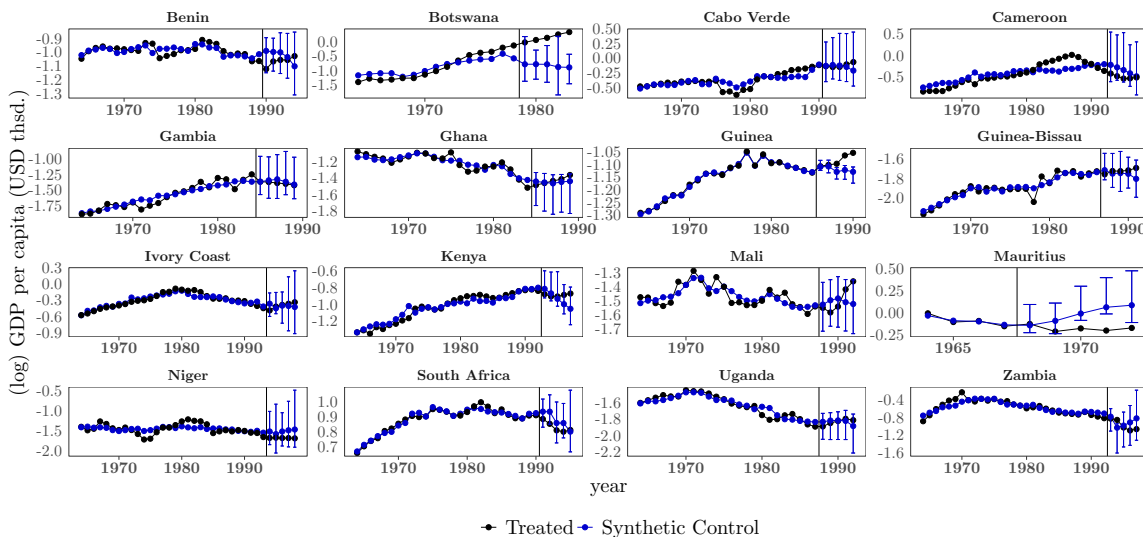 (log) GDP per capita (USD thsd.)
Benin
-0.9
-1.0
-1.1
-1.2
-1.3
1970 1980 1990
Botswana
0.0
-0.5
-1.0
-1.5
1970 1980
Cabo Verde
0.50
0.25
0.00
-0.25
-0.50
1970 1980 1990
Cameroon
0.5
0.0
-0.5
1970 1980 1990
Gambia
-1.00
-1.25
-1.50
-1.75
1970 1980 1990
Ghana
-1.2
-1.4
-1.6
-1.8
1970 1980 1990
Guinea
-1.05
-1.10
-1.15
-1.20
-1.25
-1.30
1970 1980 1990
Guinea-Bissau
-1.6
-1.8
-2.0
1970 1980 1990
Ivory Coast
0.3
0.0
-0.3
-0.6
-0.9
1970 1980 1990
Kenya
-0.6
-0.8
-1.0
-1.2
1970 1980 1990
Mali
-1.3
-1.4
-1.5
-1.6
-1.7
1970 1980 1990
Mauritius
0.50
0.25
0.00
-0.25
1965 1970
Niger
-0.5
-1.0
-1.5
-2.0
1970 1980 1990
South Africa
1.0
0.9
0.8
0.7
1970 1980 1990
Uganda
-1.6
-1.8
-2.0
-2.2
1970 1980 1990
Zambia
-0.4
-0.8
-1.2
-1.6
1970 1980 1990
year
Treated Synthetic Control